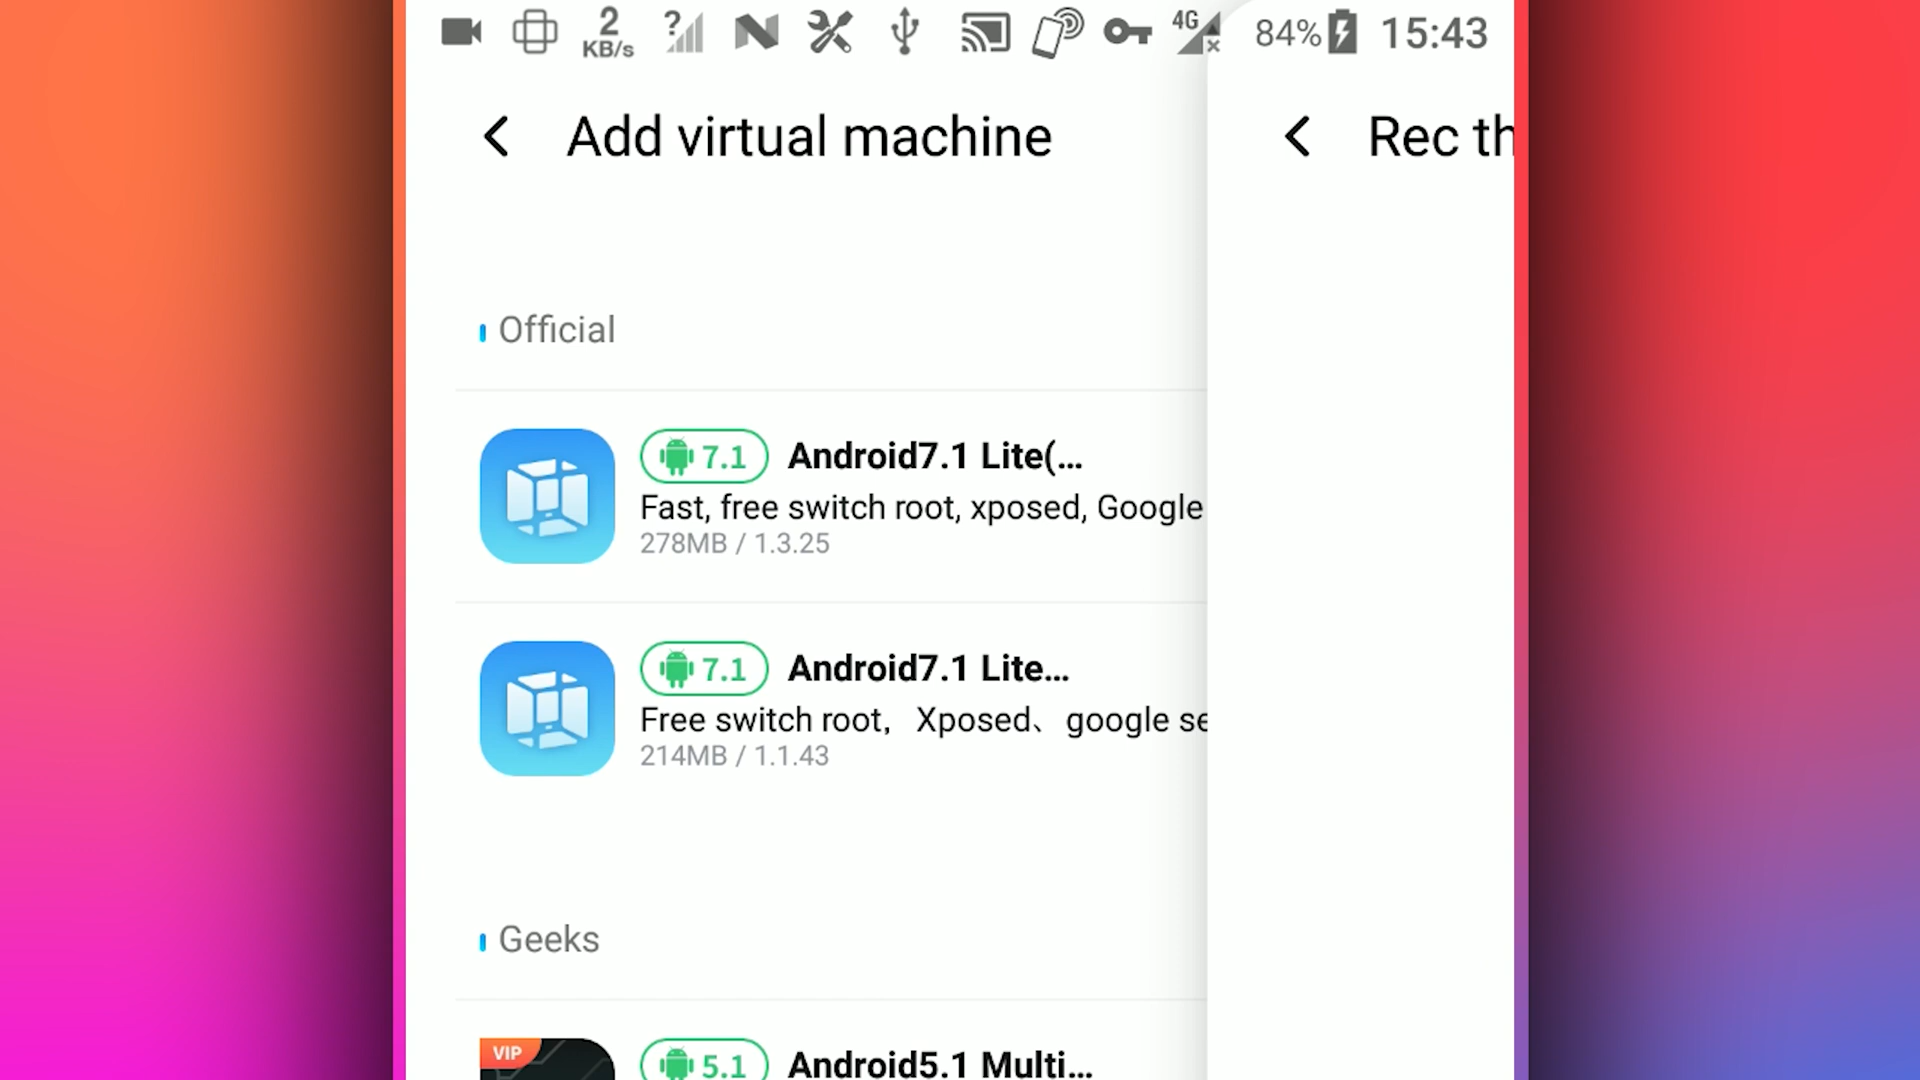 2
KB/s
?
4G
84%
15:43
Add virtual machine
Rec th
Official
7.1 Android7.1 Lite(...
Fast, free switch root, xposed, Google
278MB / 1.3.25
7.1 Android7.1 Lite...
Free switch root， Xposed、 google se
214MB / 1.1.43
Geeks
VIP
5.1 Android5.1 Multi...